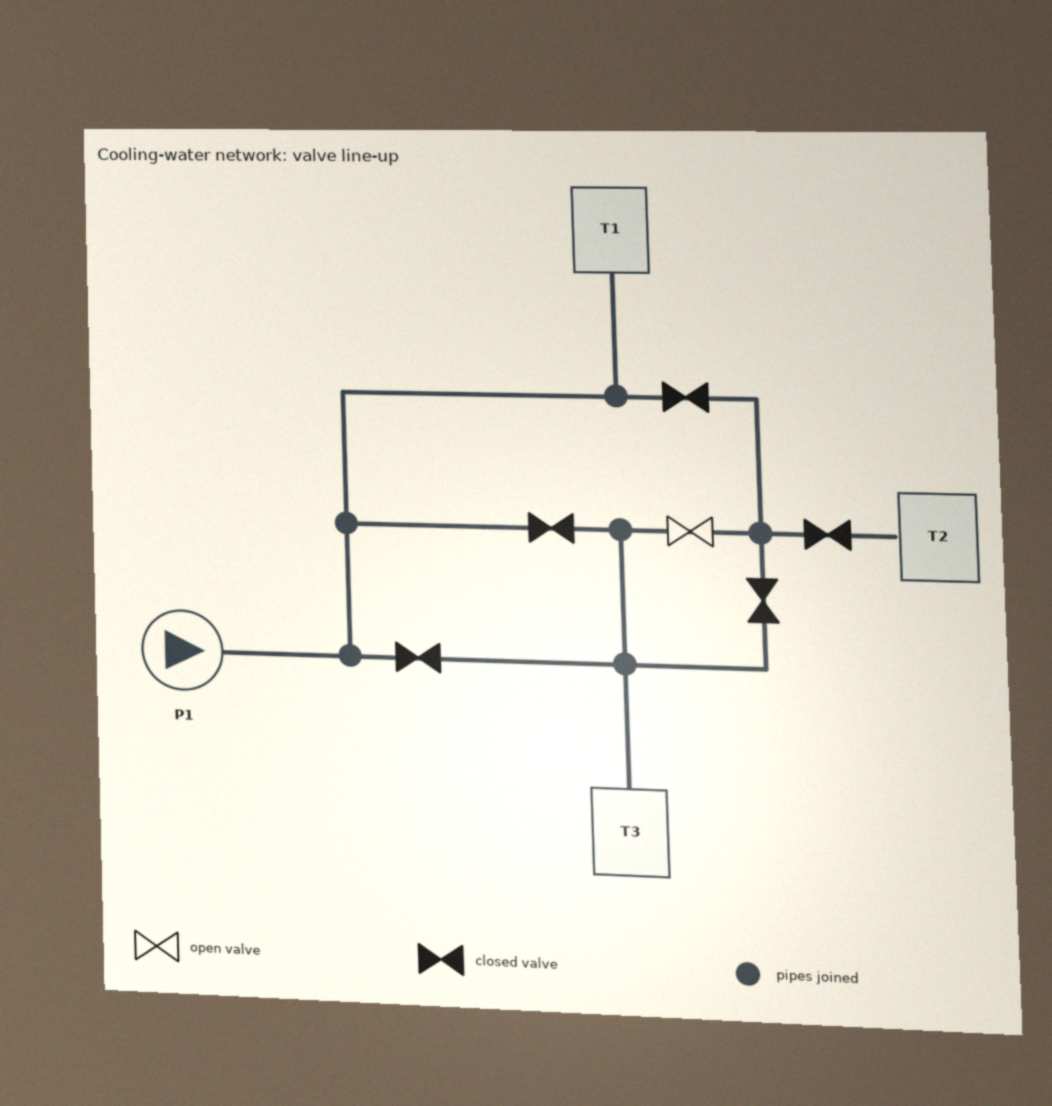 Cooling-water network: valve line-up
T1
T2
P1
T3
open valve
closed valve
pipes joined